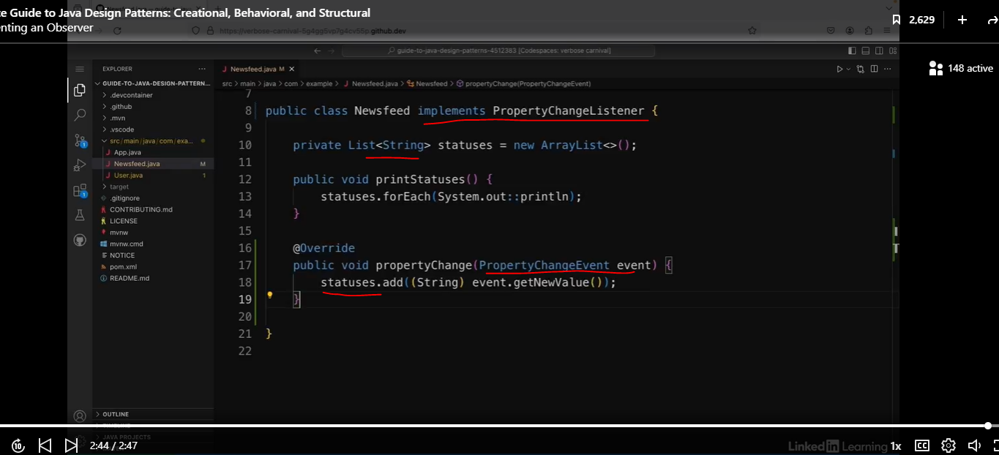 e Guide to Java Design Patterns: Creational, Behavioral, and Structural
nting an Observer
2,629
https://verbose-carnival-5g4gg5vp7g4cv55p.github.dev
guide-to-java-design-patterns-4512383 [Codespaces: verbose carnival]
148 active
EXPLORER
GUIDE-TO-JAVA-DESIGN-PATTERN...
.devcontainer
.github
.mvn
.vscode
src / main / java / com / exa...
App.java
Newsfeed.java M
User.java 1
target
.gitignore
CONTRIBUTING.md
LICENSE
mvnw
mvnw.cmd
NOTICE
pom.xml
README.md
OUTLINE
TIMELINE
JAVA PROJECTS
1
1
Newsfeed.java M
src > main > java > com > example > Newsfeed.java > Newsfeed > propertyChange(PropertyChangeEvent)
7
8 public class Newsfeed implements PropertyChangeListener {
9
10 private List<String> statuses = new ArrayList<>();
11
12 public void printStatuses() {
13 statuses.forEach(System.out::println);
14 }
15
16 @Override
17 public void propertyChange(PropertyChangeEvent event) {
18 statuses.add((String) event.getNewValue());
19 }
20
21 }
22
10
2:44 / 2:47
LinkedIn Learning
1x
CC